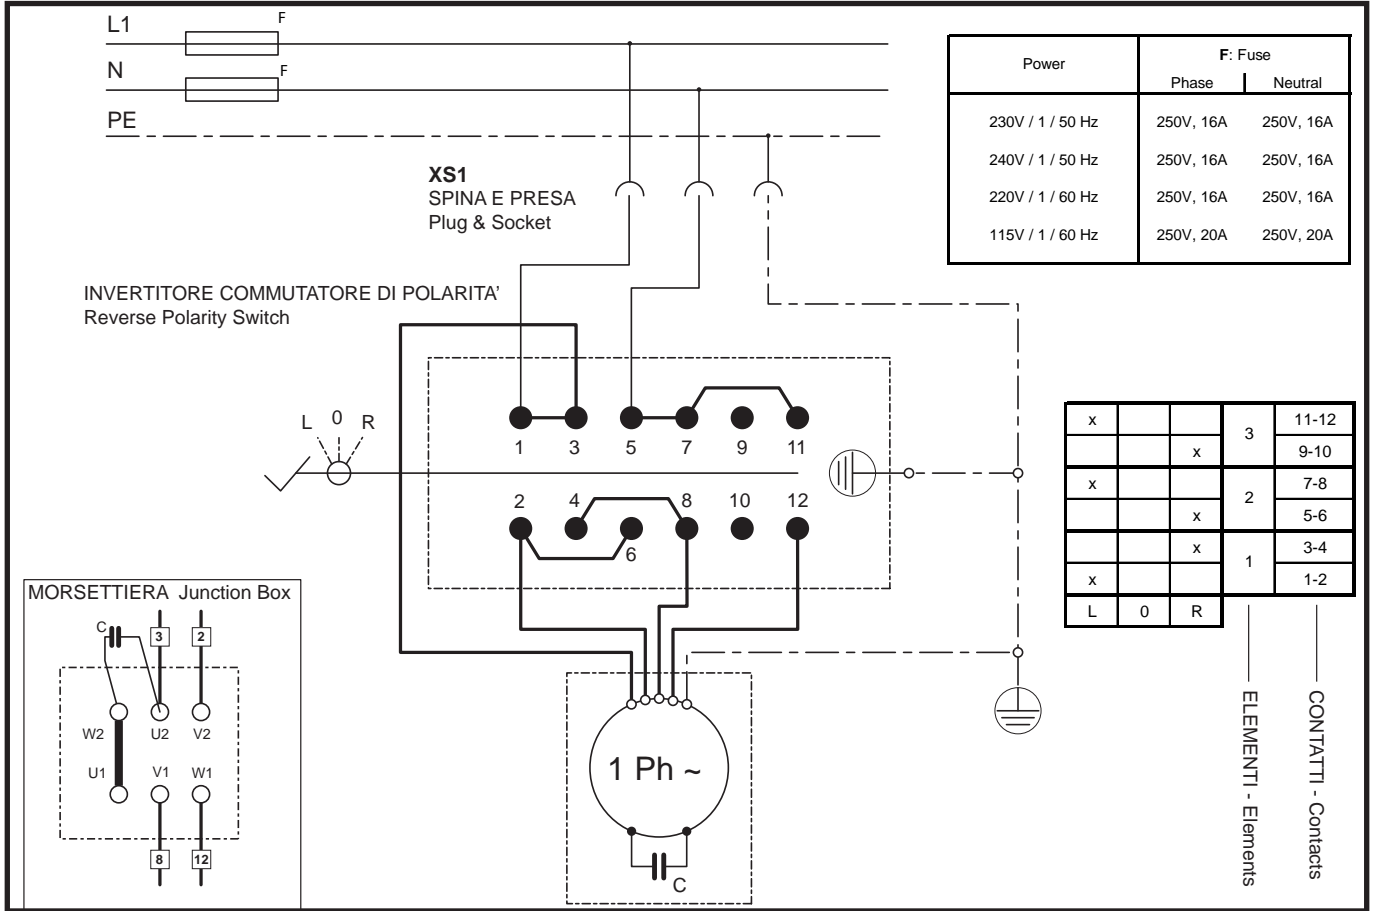 L1
F
N
F
PE
XS1
SPINA E PRESA
Plug & Socket
Power F: Fuse
Phase Neutral
230V / 1 / 50 Hz 250V, 16A 250V, 16A
240V / 1 / 50 Hz 250V, 16A 250V, 16A
220V / 1 / 60 Hz 250V, 16A 250V, 16A
115V / 1 / 60 Hz 250V, 20A 250V, 20A
INVERTITORE COMMUTATORE DI POLARITA’
Reverse Polarity Switch
L 0 R
1 3 5 7 9 11
2 4 8 10 12
6
x 3 11-12
x 9-10
x 2 7-8
x 5-6
x 1 3-4
x 1-2
L 0 R
ELEMENTI - Elements
CONTATTI - Contacts
MORSETTIERA Junction Box
C 3 2
W2 U2 V2
U1 V1 W1
8 12
1 Ph ~
C